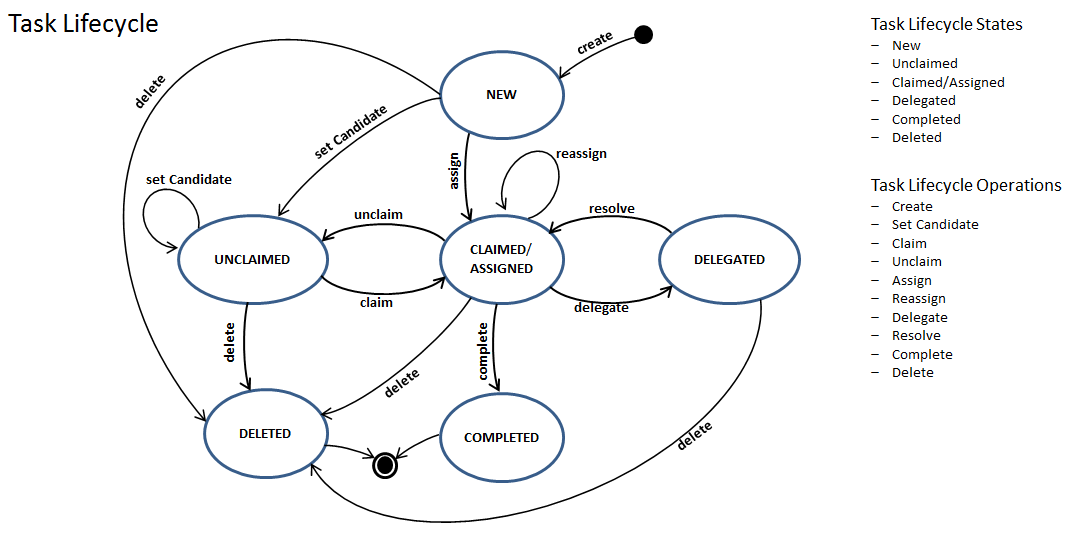 Task Lifecycle
create
delete
NEW
set Candidate
assign
reassign
set Candidate
unclaim
resolve
UNCLAIMED
CLAIMED/
ASSIGNED
DELEGATED
claim
delegate
delete
complete
delete
delete
DELETED
COMPLETED
Task Lifecycle States
– New
– Unclaimed
– Claimed/Assigned
– Delegated
– Completed
– Deleted
Task Lifecycle Operations
– Create
– Set Candidate
– Claim
– Unclaim
– Assign
– Reassign
– Delegate
– Resolve
– Complete
– Delete